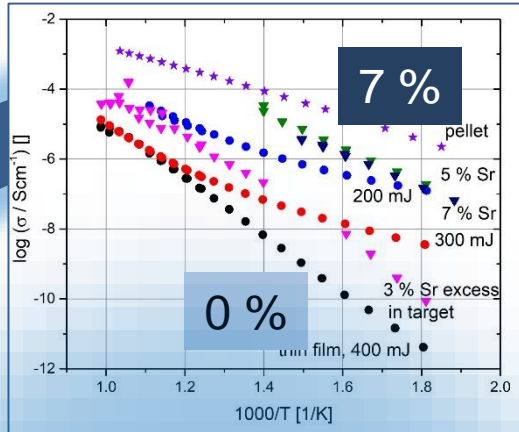 -2
7 %
-4
pellet
log (σ / Scm⁻¹) []
-6
5 % Sr
200 mJ
7 % Sr
300 mJ
-8
3 % Sr excess
in target
-10
0 %
thin film, 400 mJ
-12
1.0 1.2 1.4 1.6 1.8 2.0
1000/T [1/K]